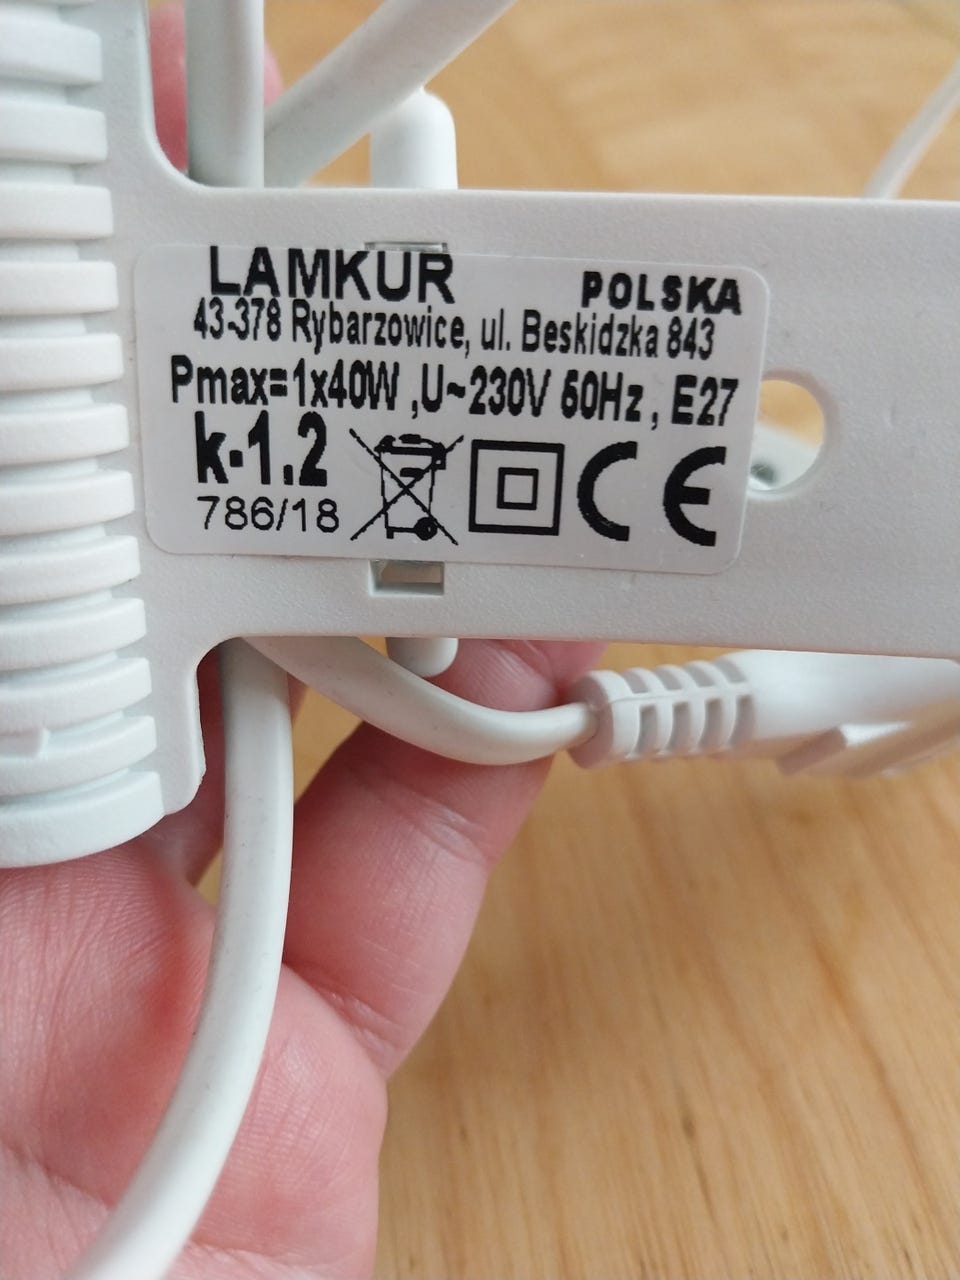 LAMKUR POLSKA
43-378 Rybarzowice, ul. Beskidzka 843
Pmax=1x40W ,U~230V 50Hz , E27
k-1.2
786/18
CE